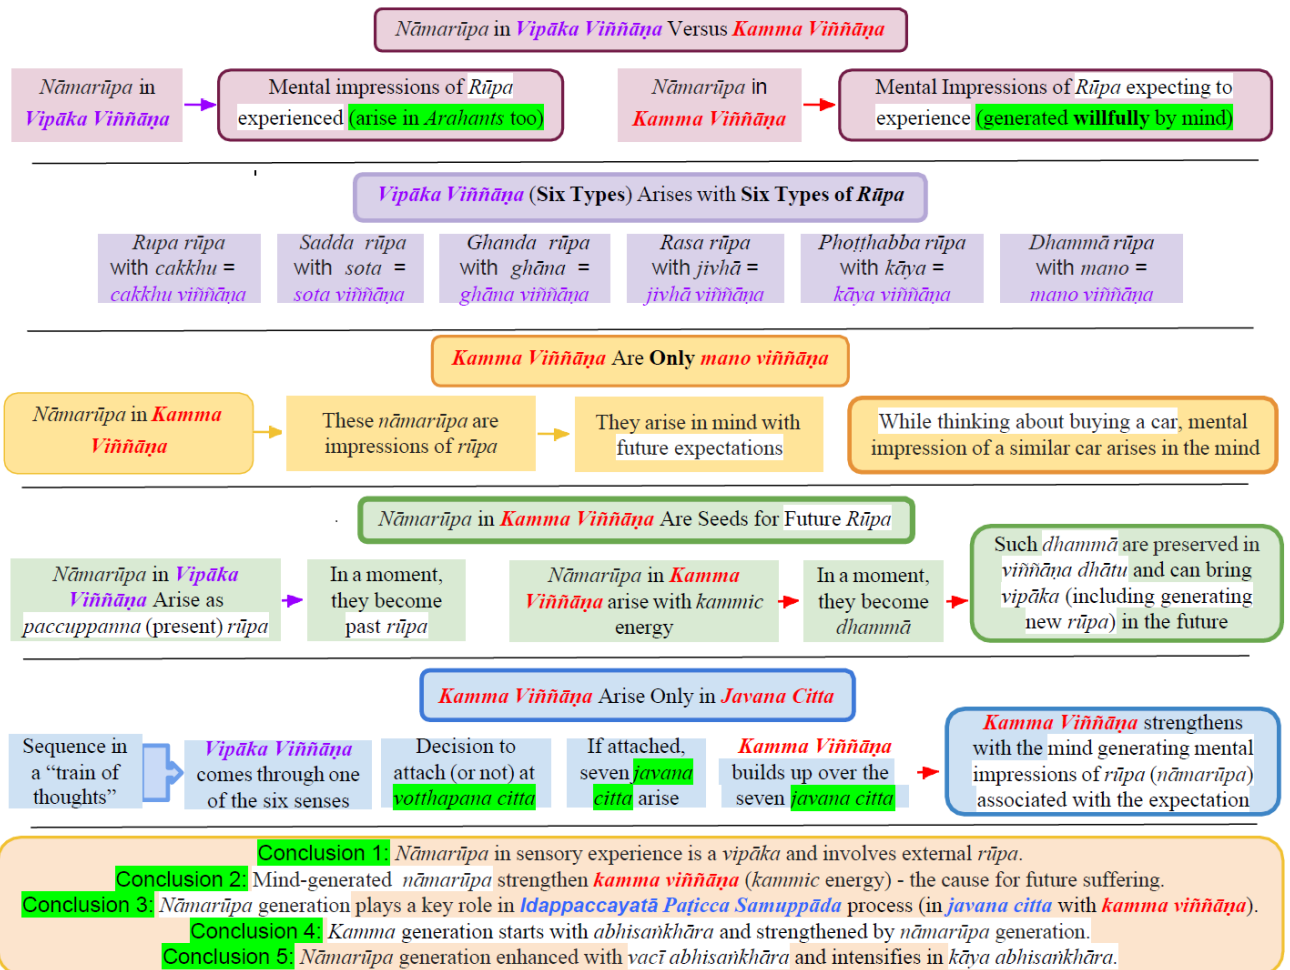 Nāmarūpa in Vipāka Viññāṇa Versus Kamma Viññāṇa
Nāmarūpa in
Vipāka Viññāṇa
Mental impressions of Rūpa
experienced (arise in Arahants too)
Nāmarūpa in
Kamma Viññāṇa
Mental Impressions of Rūpa expecting to
experience (generated willfully by mind)
Vipāka Viññāṇa (Six Types) Arises with Six Types of Rūpa
Rupa rūpa
with cakkhu =
cakkhu viññāṇa
Sadda rūpa
with sota =
sota viññāṇa
Ghanda rūpa
with ghāna =
ghāna viññāṇa
Rasa rūpa
with jivhā =
jivhā viññāṇa
Phoṭṭhabba rūpa
with kāya =
kāya viññāṇa
Dhammā rūpa
with mano =
mano viññāṇa
Kamma Viññāṇa Are Only mano viññāṇa
Nāmarūpa in Kamma
Viññāṇa
These nāmarūpa are
impressions of rūpa
They arise in mind with
future expectations
While thinking about buying a car, mental
impression of a similar car arises in the mind
Nāmarūpa in Kamma Viññāṇa Are Seeds for Future Rūpa
Nāmarūpa in Vipāka
Viññāṇa Arise as
paccuppanna (present) rūpa
In a moment,
they become
past rūpa
Nāmarūpa in Kamma
Viññāṇa arise with kammic
energy
In a moment,
they become
dhammā
Such dhammā are preserved in
viññāṇa dhātu and can bring
vipāka (including generating
new rūpa) in the future
Kamma Viññāṇa Arise Only in Javana Citta
Sequence in
a “train of
thoughts”
Vipāka Viññāṇa
comes through one
of the six senses
Decision to
attach (or not) at
votthapana citta
If attached,
seven javana
citta arise
Kamma Viññāṇa
builds up over the
seven javana citta
Kamma Viññāṇa strengthens
with the mind generating mental
impressions of rūpa (nāmarūpa)
associated with the expectation
Conclusion 1: Nāmarūpa in sensory experience is a vipāka and involves external rūpa.
Conclusion 2: Mind-generated nāmarūpa strengthen kamma viññāṇa (kammic energy) - the cause for future suffering.
Conclusion 3: Nāmarūpa generation plays a key role in Idappaccayatā Paṭicca Samuppāda process (in javana citta with kamma viññāṇa).
Conclusion 4: Kamma generation starts with abhisaṅkhāra and strengthened by nāmarūpa generation.
Conclusion 5: Nāmarūpa generation enhanced with vacī abhisaṅkhāra and intensifies in kāya abhisaṅkhāra.